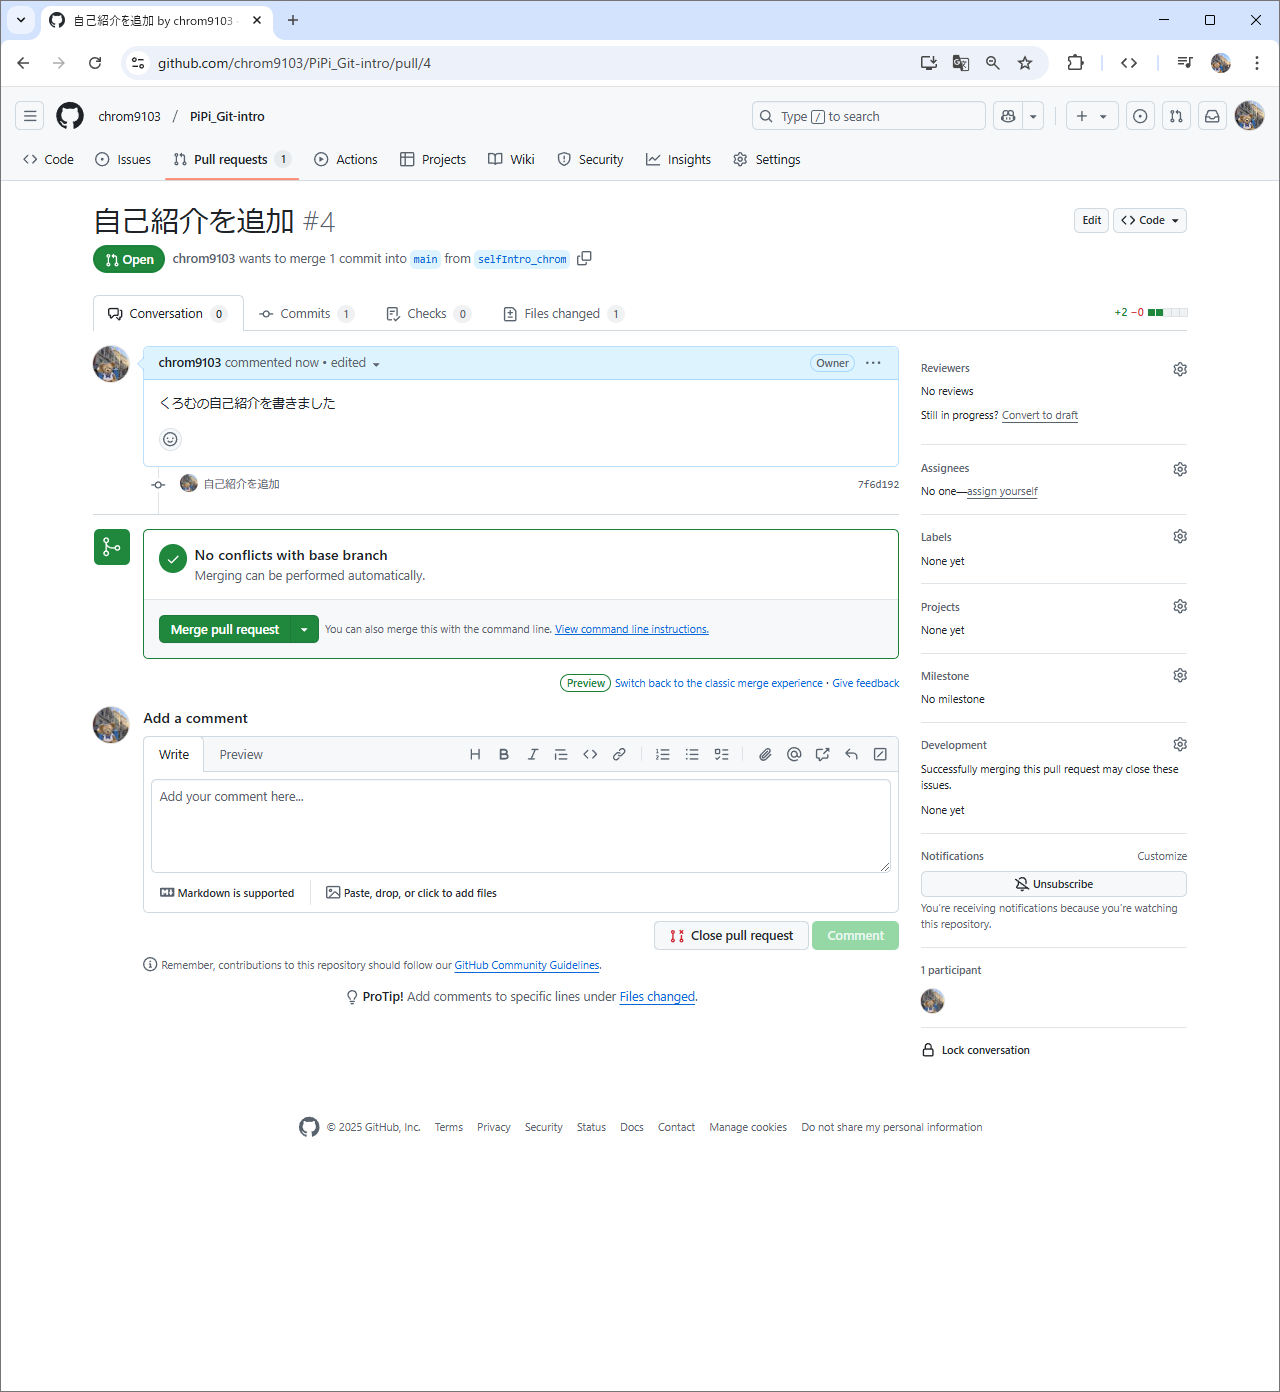 自己紹介を追加 by chrom9103
github.com/chrom9103/PiPi_Git-intro/pull/4
chrom9103 / PiPi_Git-intro
Type / to search
Code Issues Pull requests 1 Actions Projects Wiki Security Insights Settings
自己紹介を追加 #4
Edit
Code
Open
chrom9103 wants to merge 1 commit into main from selfIntro_chrom
Conversation 0 Commits 1 Checks 0 Files changed 1
+2 −0
chrom9103 commented now • edited
Owner
くろむの自己紹介を書きました
自己紹介を追加
7f6d192
No conflicts with base branch
Merging can be performed automatically.
Merge pull request
You can also merge this with the command line. View command line instructions.
Preview Switch back to the classic merge experience · Give feedback
Add a comment
Write Preview
Add your comment here...
Markdown is supported
Paste, drop, or click to add files
Close pull request
Comment
Remember, contributions to this repository should follow our GitHub Community Guidelines.
ProTip! Add comments to specific lines under Files changed.
Reviewers
No reviews
Still in progress? Convert to draft
Assignees
No one—assign yourself
Labels
None yet
Projects
None yet
Milestone
No milestone
Development
Successfully merging this pull request may close these
issues.
None yet
Notifications
Customize
Unsubscribe
You're receiving notifications because you're watching
this repository.
1 participant
Lock conversation
© 2025 GitHub, Inc. Terms Privacy Security Status Docs Contact Manage cookies Do not share my personal information